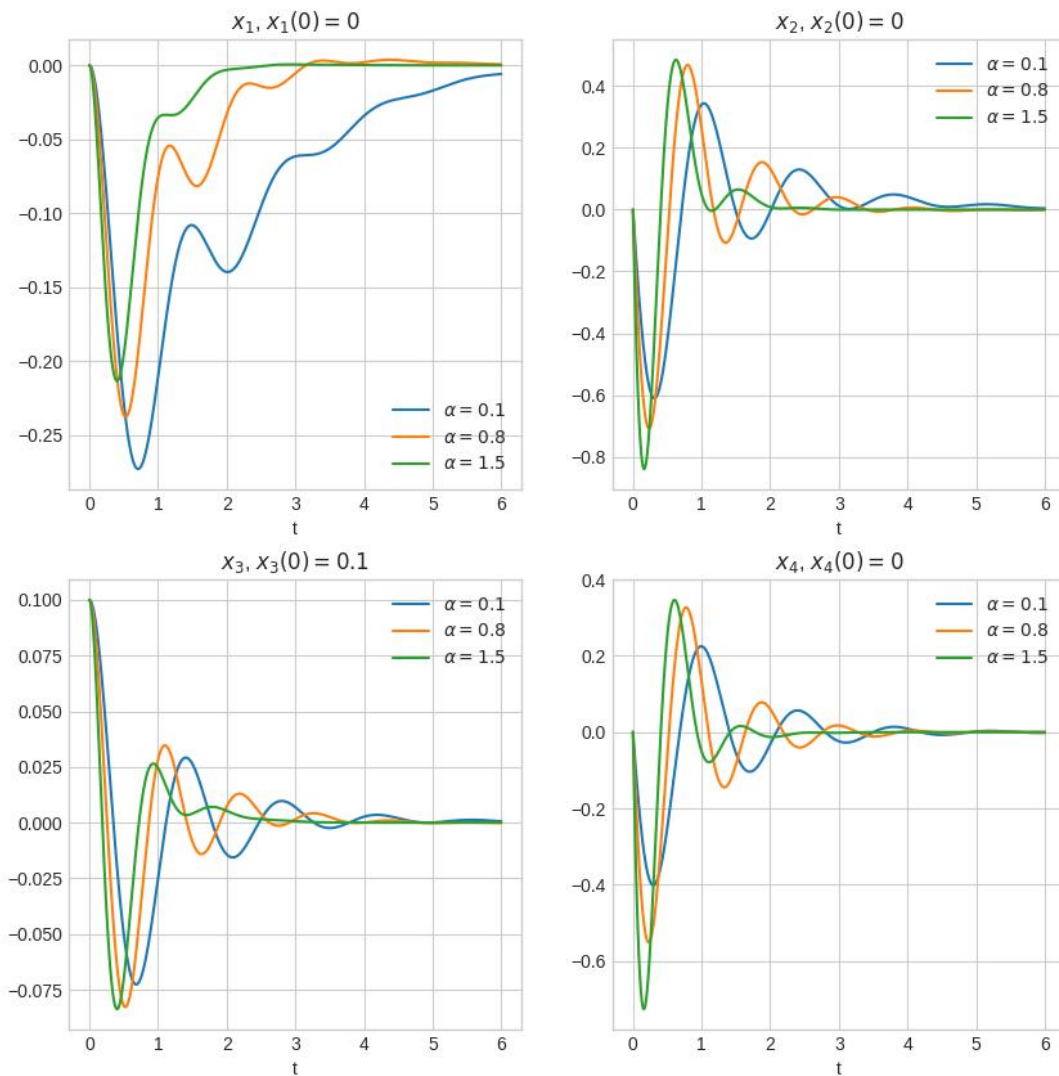 x₁, x₁(0) = 0
0.00
−0.05
−0.10
−0.15
−0.20
−0.25
α = 0.1
α = 0.8
α = 1.5
0 1 2 3 4 5 6
t
x₂, x₂(0) = 0
0.4
0.2
0.0
−0.2
−0.4
−0.6
−0.8
α = 0.1
α = 0.8
α = 1.5
0 1 2 3 4 5 6
t
x₃, x₃(0) = 0.1
0.100
0.075
0.050
0.025
0.000
−0.025
−0.050
−0.075
α = 0.1
α = 0.8
α = 1.5
0 1 2 3 4 5 6
t
x₄, x₄(0) = 0
0.4
0.2
0.0
−0.2
−0.4
−0.6
α = 0.1
α = 0.8
α = 1.5
0 1 2 3 4 5 6
t